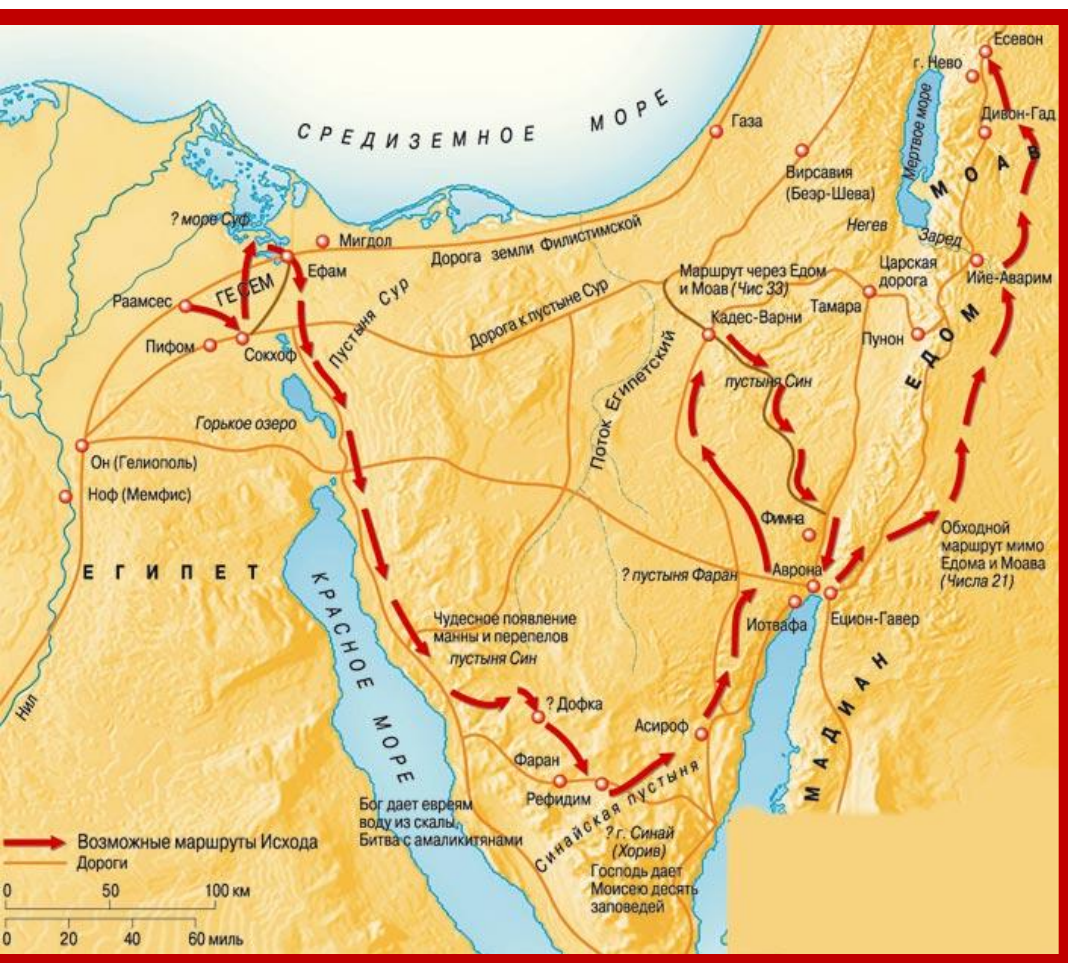 Есевон
г. Нево
Дивон-Гад
Мертвое море
МОАВ
СРЕДИЗЕМНОЕ МОРЕ
Газа
Вирсавия
(Беэр-Шева)
Негев
Заред
? море Суф
Мигдол
Дорога земли Филистимской
Ефам
ГЕСЕМ
Раамсес
Пифом
Сокхоф
Пустыня Сур
Дорога к пустыне Сур
Маршрут через Едом
и Моав (Чис 33)
Царская
дорога
Ийе-Аварим
Тамара
Кадес-Варни
Пунон
ЕДОМ
пустыня Син
Поток Египетский
Горькое озеро
Он (Гелиополь)
Ноф (Мемфис)
ЕГИПЕТ
КРАСНОЕ МОРЕ
Нил
Фимна
Обходной
маршрут мимо
Едома и Моава
(Числа 21)
? пустыня Фаран
Аврона
Иотвафа
Ецион-Гавер
Чудесное появление
манны и перепелов
пустыня Син
? Дофка
Асироф
МАДИАН
Фаран
Рефидим
Синайская пустыня
Бог дает евреям
воду из скалы,
Битва с амаликитянами
? г. Синай
(Хорив)
Господь дает
Моисею десять
заповедей
Возможные маршруты Исхода
Дороги
0 50 100 км
0 20 40 60 миль